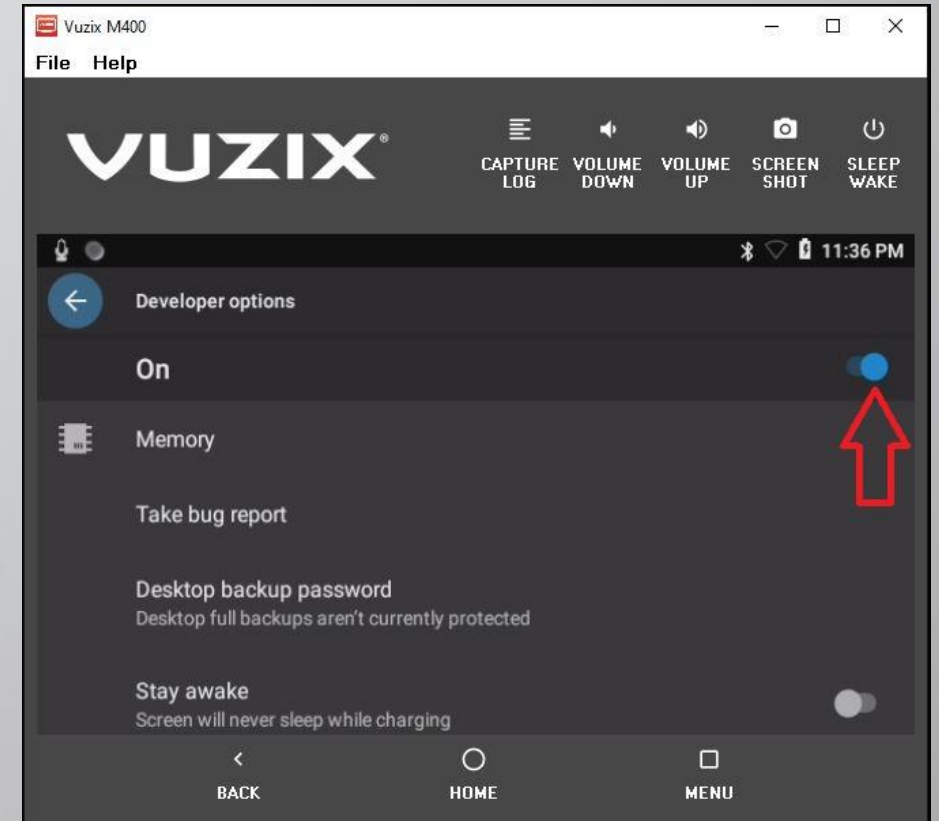 Vuzix M400
File Help
VUZIX®
CAPTURE LOG
VOLUME DOWN
VOLUME UP
SCREEN SHOT
SLEEP WAKE
11:36 PM
Developer options
On
Memory
Take bug report
Desktop backup password
Desktop full backups aren't currently protected
Stay awake
Screen will never sleep while charging
BACK HOME MENU